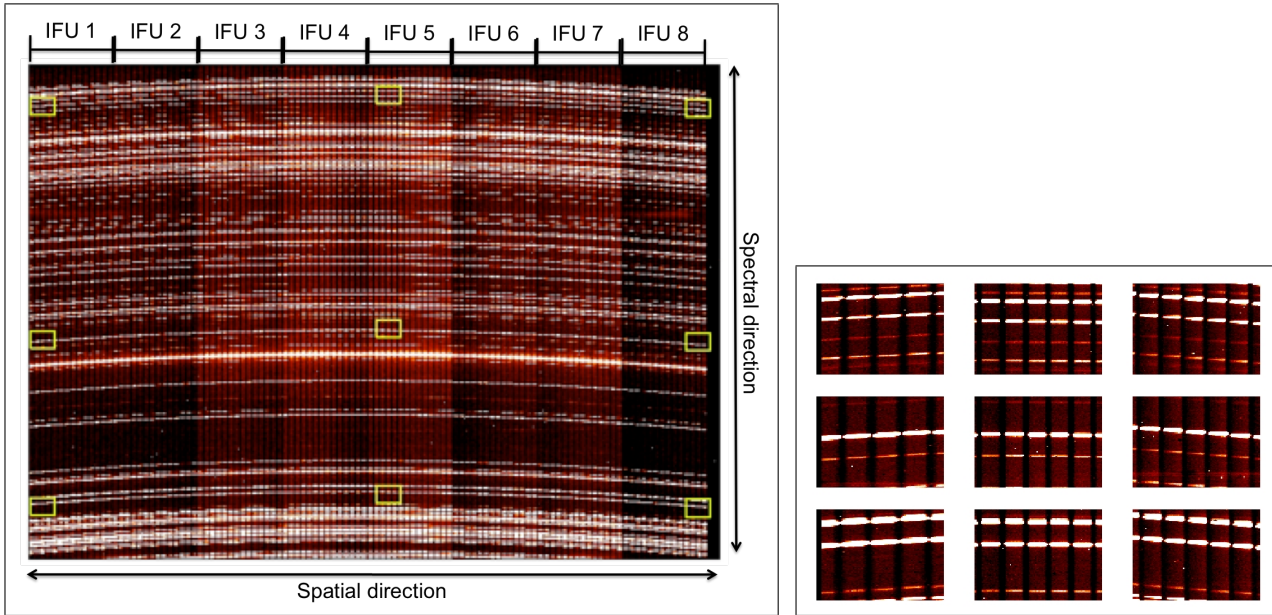 IFU 1 IFU 2 IFU 3 IFU 4 IFU 5 IFU 6 IFU 7 IFU 8
Spectral direction
Spatial direction